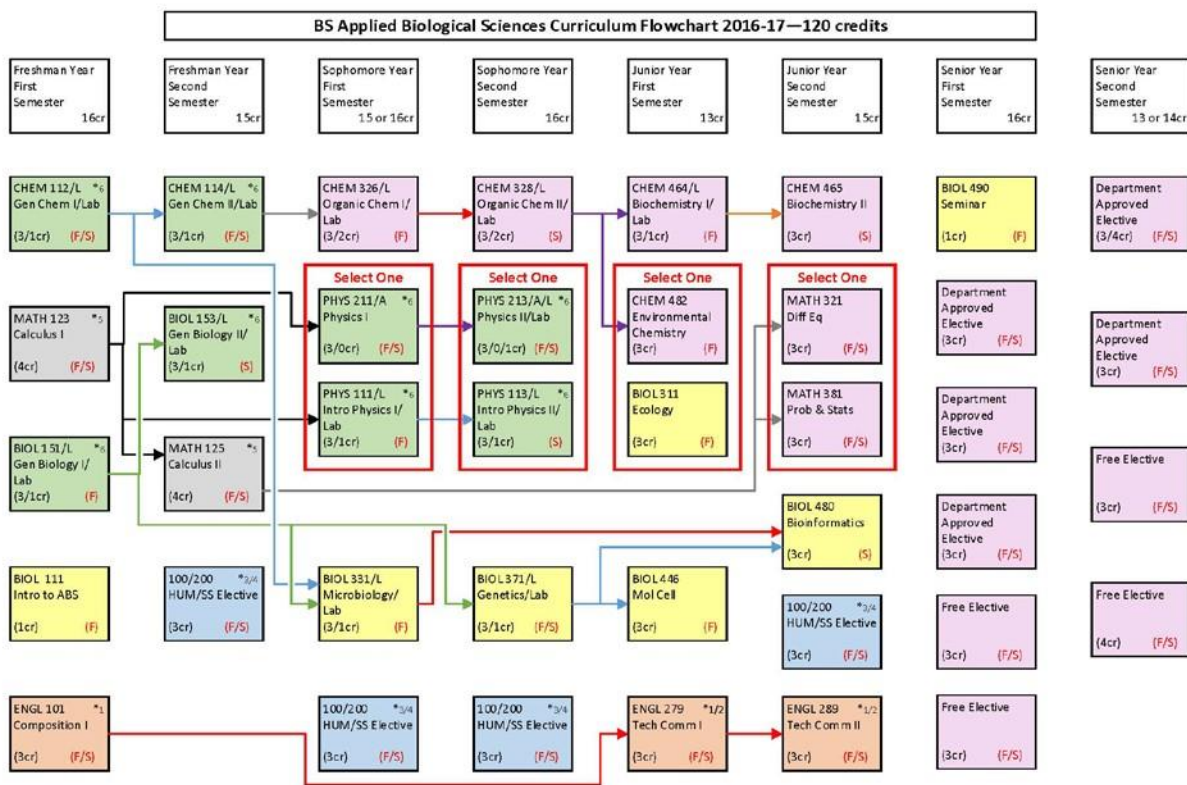 BS Applied Biological Sciences Curriculum Flowchart 2016-17—120 credits
Freshman Year
First
Semester
16cr
Freshman Year
Second
Semester
15cr
Sophomore Year
First
Semester
15 or 16cr
Sophomore Year
Second
Semester
16cr
Junior Year
First
Semester
13cr
Junior Year
Second
Semester
15cr
Senior Year
First
Semester
16cr
Senior Year
Second
Semester
13 or 14cr
CHEM 112/L *6
Gen Chem I/Lab
(3/1cr) (F/S)
CHEM 114/L *6
Gen Chem II/Lab
(3/1cr) (F/S)
CHEM 326/L
Organic Chem I/
Lab
(3/2cr) (F)
CHEM 328/L
Organic Chem II/
Lab
(3/2cr) (S)
CHEM 464/L
Biochemistry I/
Lab
(3/1cr) (F)
CHEM 465
Biochemistry II
(3cr) (S)
BIOL 490
Seminar
(1cr) (F)
Department
Approved
Elective
(3/4cr) (F/S)
MATH 123 *5
Calculus I
(4cr) (F/S)
BIOL 153/L *6
Gen Biology II/
Lab
(3/1cr) (S)
Select One
PHYS 211/A *6
Physics I
(3/0cr) (F/S)
PHYS 111/L *6
Intro Physics I/
Lab
(3/1cr) (F)
Select One
PHYS 213/A/L *6
Physics II/Lab
(3/0/1cr) (F/S)
PHYS 113/L *6
Intro Physics II/
Lab
(3/1cr) (S)
Select One
CHEM 482
Environmental
Chemistry
(3cr) (F)
BIOL 311
Ecology
(3cr) (F)
Select One
MATH 321
Diff Eq
(3cr) (F/S)
MATH 381
Prob & Stats
(3cr) (F/S)
Department
Approved
Elective
(3cr) (F/S)
Department
Approved
Elective
(3cr) (F/S)
Department
Approved
Elective
(3cr) (F/S)
BIOL 151/L *6
Gen Biology I/
Lab
(3/1cr) (F)
MATH 125 *5
Calculus II
(4cr) (F/S)
Free Elective
(3cr) (F/S)
BIOL 480
Bioinformatics
(3cr) (S)
Department
Approved
Elective
(3cr) (F/S)
BIOL 111
Intro to ABS
(1cr) (F)
100/200 *3/4
HUM/SS Elective
(3cr) (F/S)
BIOL 331/L
Microbiology/
Lab
(3/1cr) (F)
BIOL 371/L
Genetics/Lab
(3/1cr) (F/S)
BIOL 446
Mol Cell
(3cr) (F)
100/200 *3/4
HUM/SS Elective
(3cr) (F/S)
Free Elective
(3cr) (F/S)
Free Elective
(4cr) (F/S)
ENGL 101 *1
Composition I
(3cr) (F/S)
100/200 *3/4
HUM/SS Elective
(3cr) (F/S)
100/200 *3/4
HUM/SS Elective
(3cr) (F/S)
ENGL 279 *1/2
Tech Comm I
(3cr) (F/S)
ENGL 289 *1/2
Tech Comm II
(3cr) (F/S)
Free Elective
(3cr) (F/S)